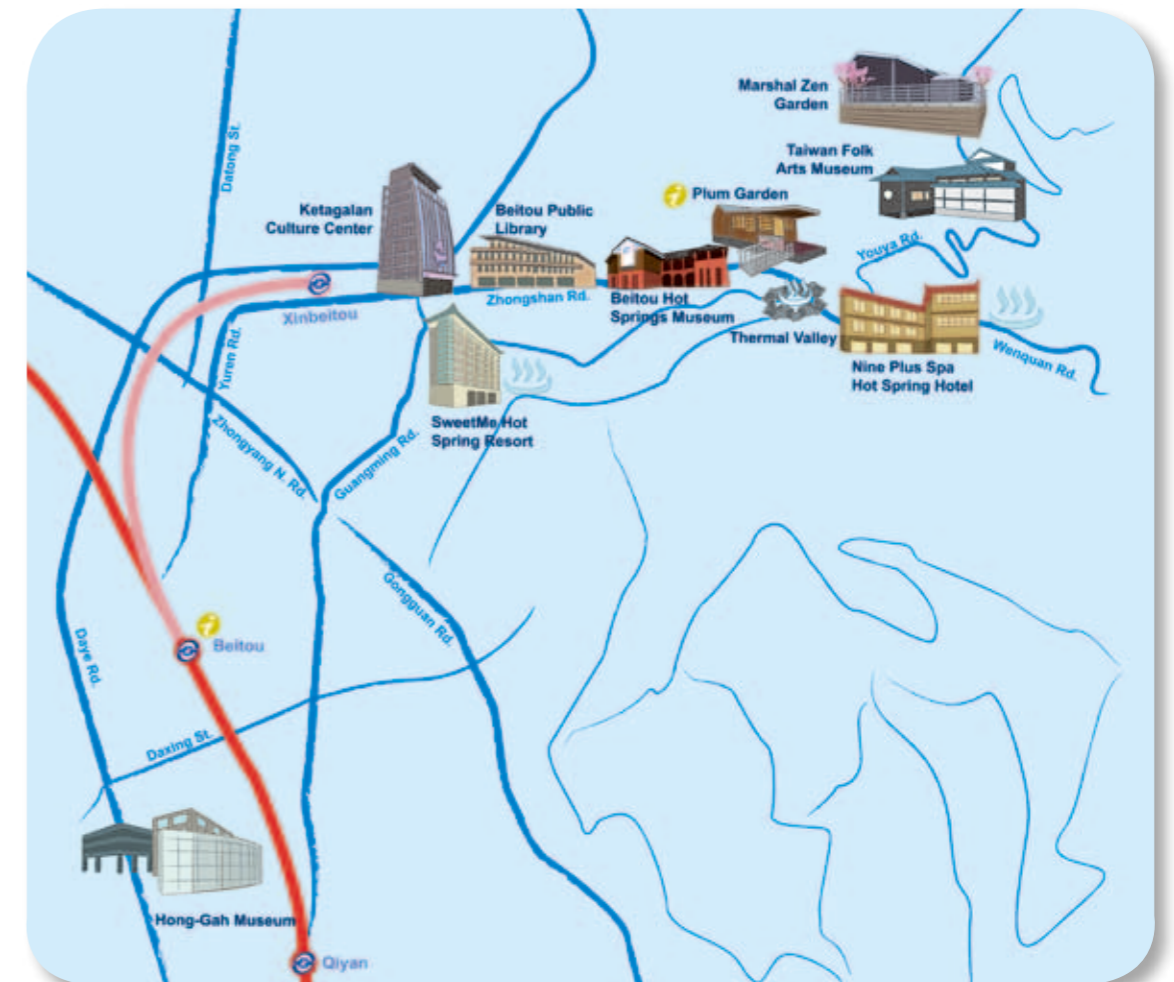 Marshal Zen
Garden
Datong St.
Taiwan Folk
Arts Museum
Plum Garden
Ketagalan
Culture Center
Beitou Public
Library
Youya Rd.
Xinbeitou
Zhongshan Rd.
Beitou Hot
Springs Museum
Thermal Valley
Wenquan Rd.
Nine Plus Spa
Hot Spring Hotel
Yuren Rd.
SweetMe Hot
Spring Resort
Zhongyang N. Rd.
Guangming Rd.
Gongguan Rd.
i
Beitou
Daye Rd.
Daxing St.
Hong-Gah Museum
Qiyan